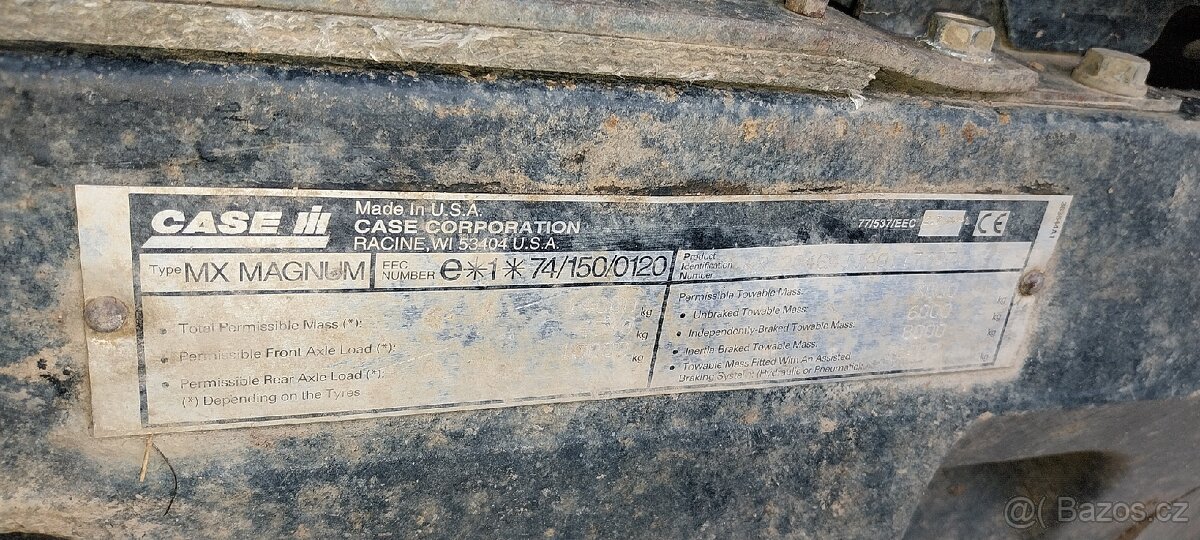 CASE IH
Made In U.S.A.
CASE CORPORATION
RACINE, WI 53404 U.S.A.
77/537/EEC
CE
Type MX MAGNUM
EEC NUMBER e*1*74/150/0120
Product Identification Number
• Total Permissible Mass (*): kg
• Permissible Front Axle Load (*): kg
• Permissible Rear Axle Load (*): kg
(*) Depending on the Tyres
Permissible Towable Mass:
• Unbraked Towable Mass: kg
• Independently-Braked Towable Mass: 6000 kg
• Inertia Braked Towable Mass: 8000 kg
• Towable Mass Fitted With An Assisted
Braking System (Hydraulic or Pneumatic): kg
@( Bazos.cz